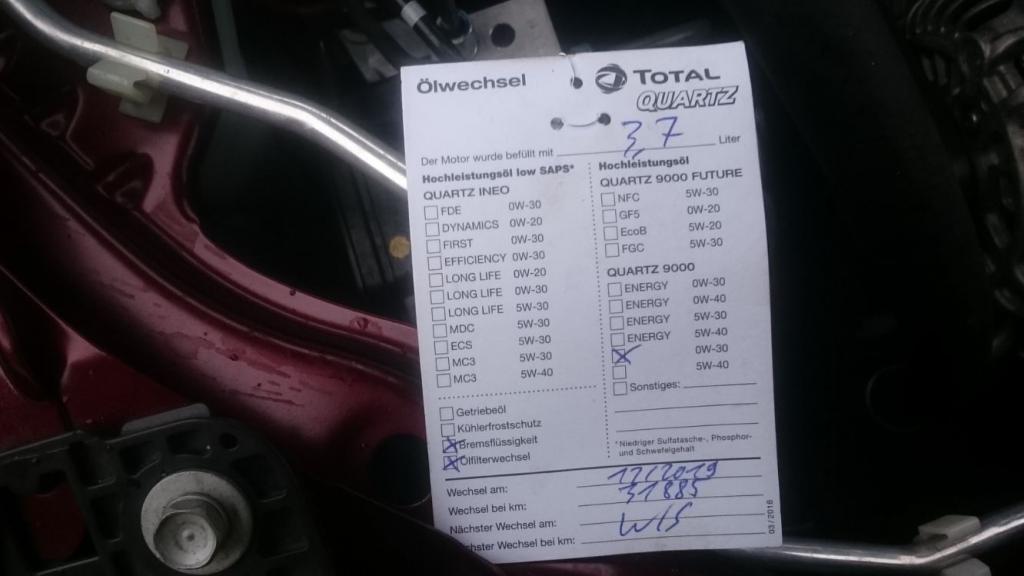 Ölwechsel
TOTAL
QUARTZ
Der Motor wurde befüllt mit 3,7 Liter
Hochleistungsöl low SAPS*
QUARTZ INEO
FDE 0W-30
DYNAMICS 0W-20
FIRST 0W-30
EFFICIENCY 0W-30
LONG LIFE 0W-20
LONG LIFE 0W-30
LONG LIFE 5W-30
MDC 5W-30
ECS 5W-30
MC3 5W-30
MC3 5W-40
Getriebeöl
Kühlerfrostschutz
Bremsflüssigkeit
Ölfilterwechsel
Hochleistungsöl
QUARTZ 9000 FUTURE
NFC 5W-30
GF5 0W-20
EcoB 5W-20
FGC 5W-30
QUARTZ 9000
ENERGY 0W-30
ENERGY 0W-40
ENERGY 5W-30
ENERGY 5W-40
0W-30
5W-40
Sonstiges:
*Niedriger Sulfatasche-, Phosphor-
und Schwefelgehalt
Wechsel am: 12/2019
Wechsel bei km: 31885
Nächster Wechsel am: W/S
chster Wechsel bei km:
03/2016